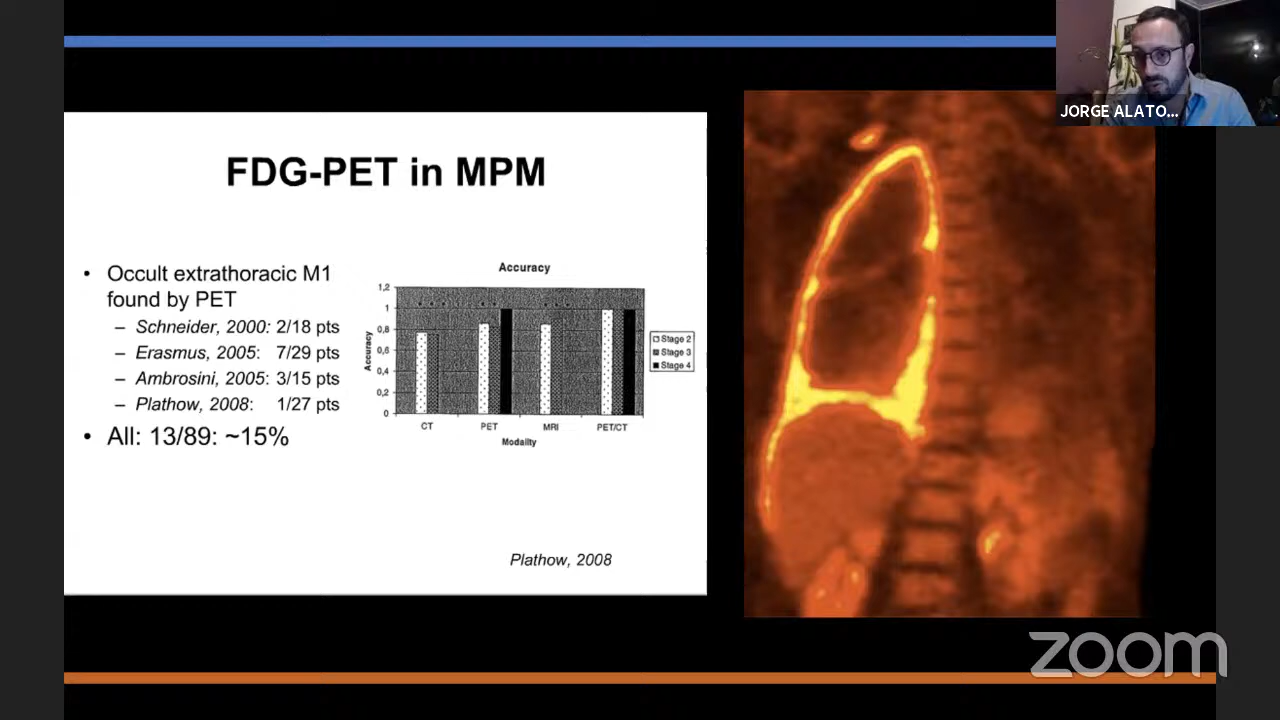 JORGE ALATO...
FDG-PET in MPM
• Occult extrathoracic M1
found by PET
– Schneider, 2000: 2/18 pts
– Erasmus, 2005: 7/29 pts
– Ambrosini, 2005: 3/15 pts
– Plathow, 2008: 1/27 pts
• All: 13/89: ~15%
Accuracy
Accuracy
1,2
1
0,8
0,6
0,4
0,2
0
CT PET MRI PET/CT
Modality
Stage 2
Stage 3
Stage 4
Plathow, 2008
zoom